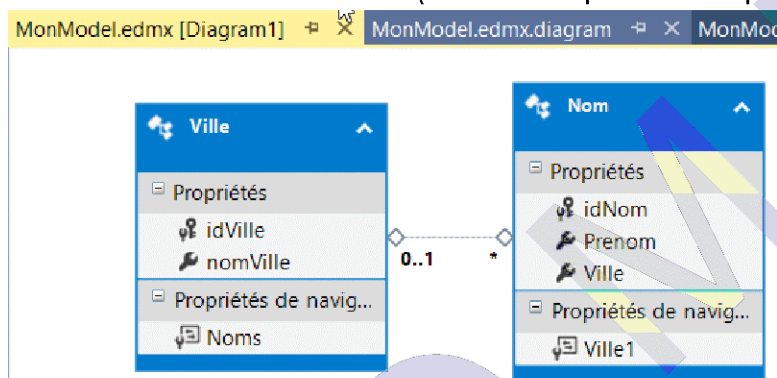 MonModel.edmx [Diagram1] MonModel.edmx.diagram MonMod
Ville
Propriétés
idVille
nomVille
Propriétés de navig...
Noms
0..1 *
Nom
Propriétés
idNom
Prenom
Ville
Propriétés de navig...
Ville1